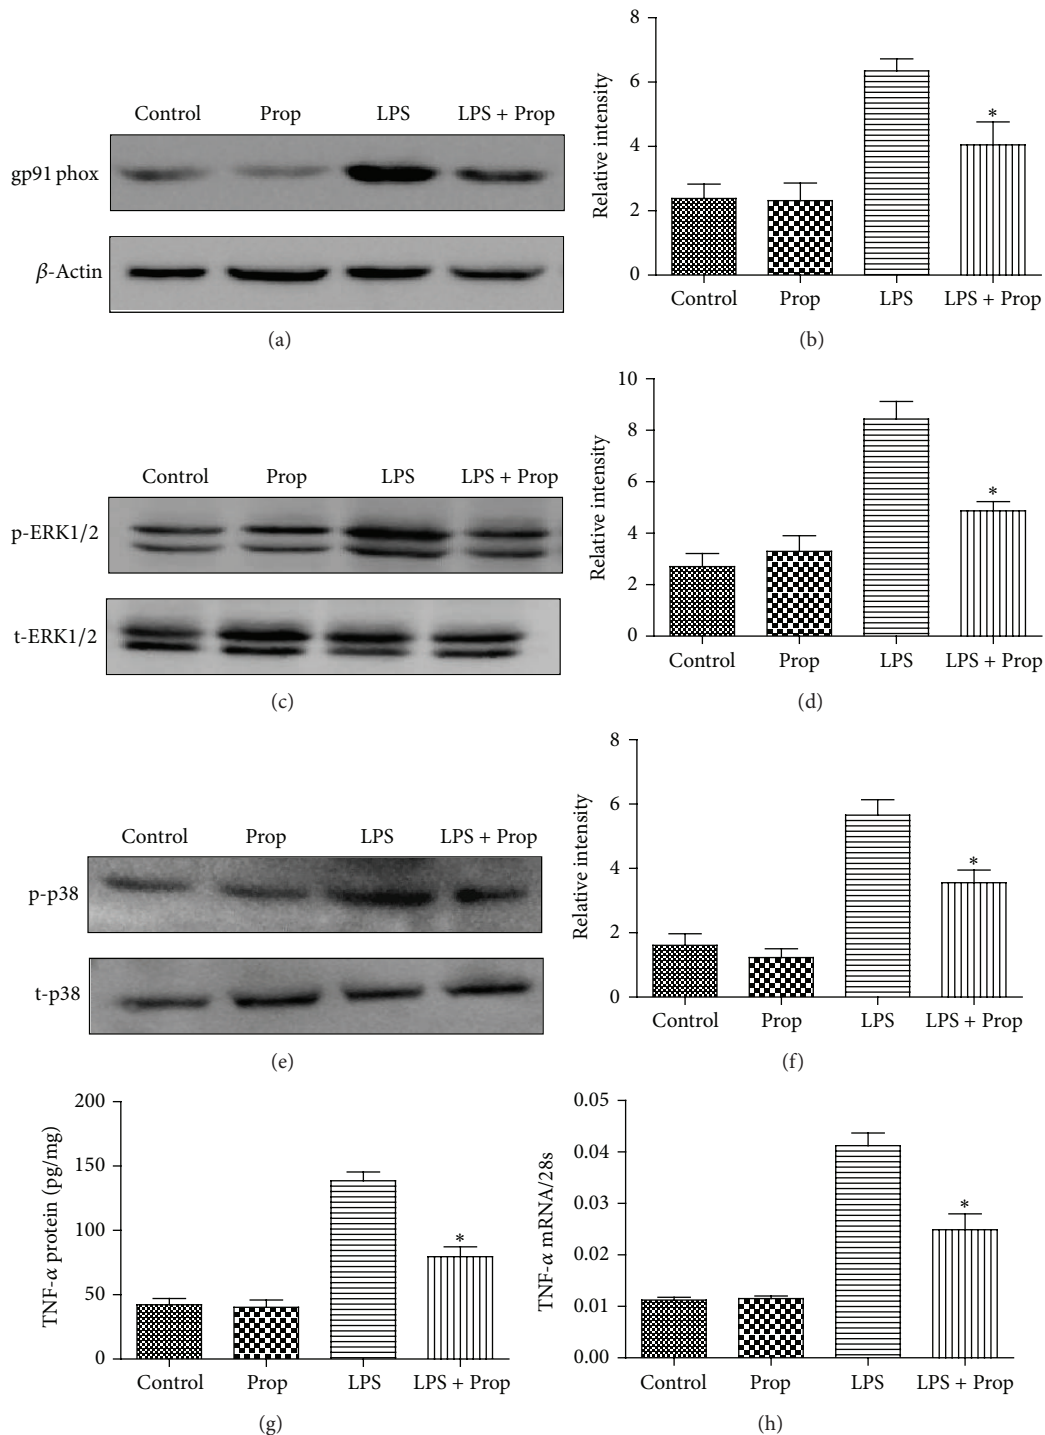 Control Prop LPS LPS + Prop
gp91 phox
β-Actin
(a)
Relative intensity
8
6
4
2
0
*
Control Prop LPS LPS + Prop
(b)
Control Prop LPS LPS + Prop
p-ERK1/2
t-ERK1/2
(c)
Relative intensity
10
8
6
4
2
0
*
Control Prop LPS LPS + Prop
(d)
Control Prop LPS LPS + Prop
p-p38
t-p38
(e)
Relative intensity
8
6
4
2
0
*
Control Prop LPS LPS + Prop
(f)
TNF-α protein (pg/mg)
200
150
100
50
0
*
Control Prop LPS LPS + Prop
(g)
TNF-α mRNA/28s
0.05
0.04
0.03
0.02
0.01
0.00
*
Control Prop LPS LPS + Prop
(h)